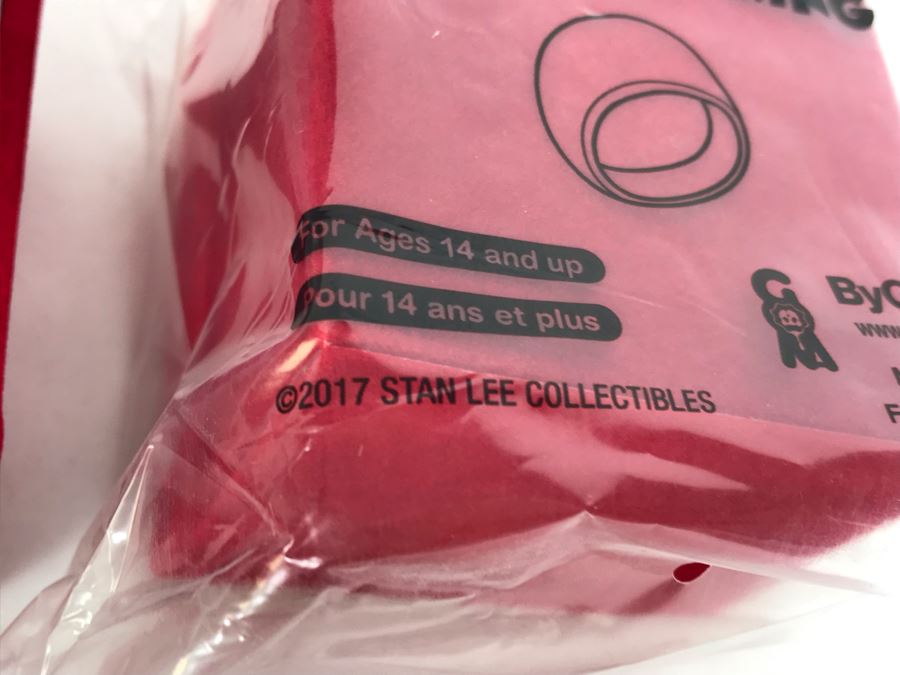 For Ages 14 and up
Pour 14 ans et plus
©2017 STAN LEE COLLECTIBLES